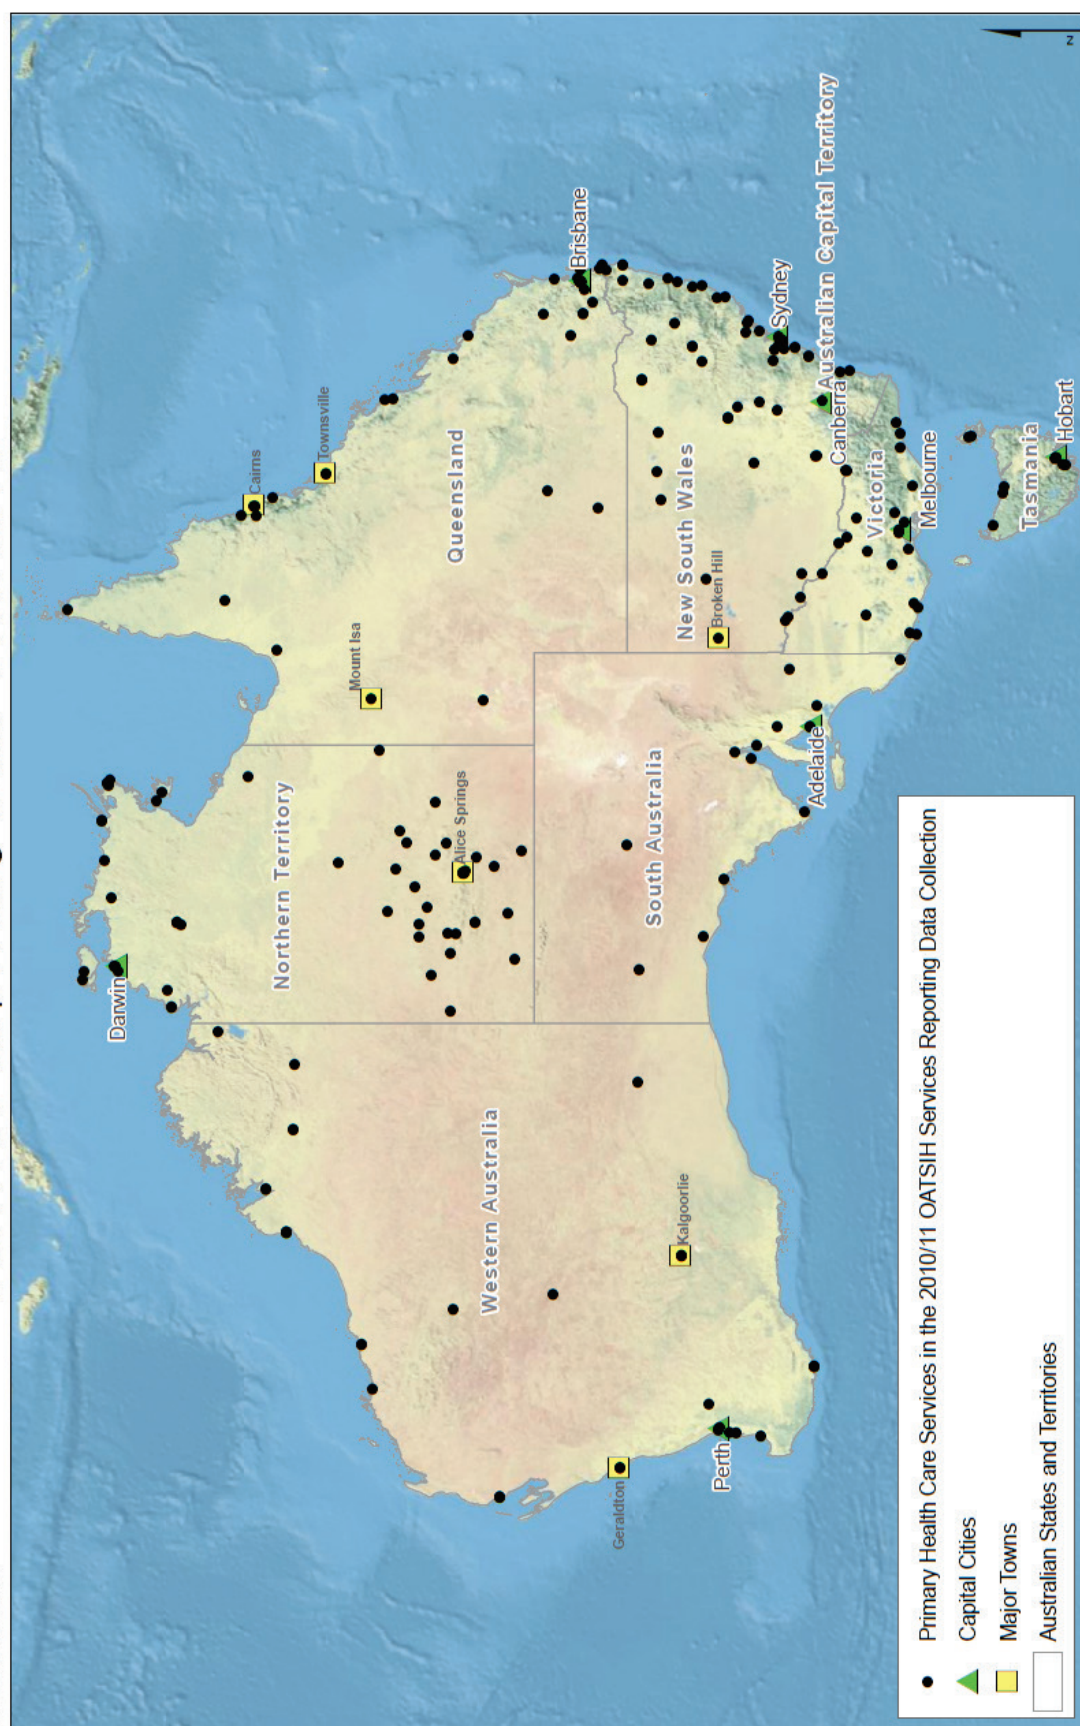 Darwin
Northern Territory
Cairns
Townsville
Mount Isa
Queensland
Alice Springs
Western Australia
Brisbane
South Australia
New South Wales
Geraldton
Kalgoorlie
Broken Hill
Perth
Sydney
Adelaide
Australian Capital Territory
Canberra
Victoria
Melbourne
Tasmania
Hobart
N
Primary Health Care Services in the 2010/11 OATSIH Services Reporting Data Collection
Capital Cities
Major Towns
Australian States and Territories